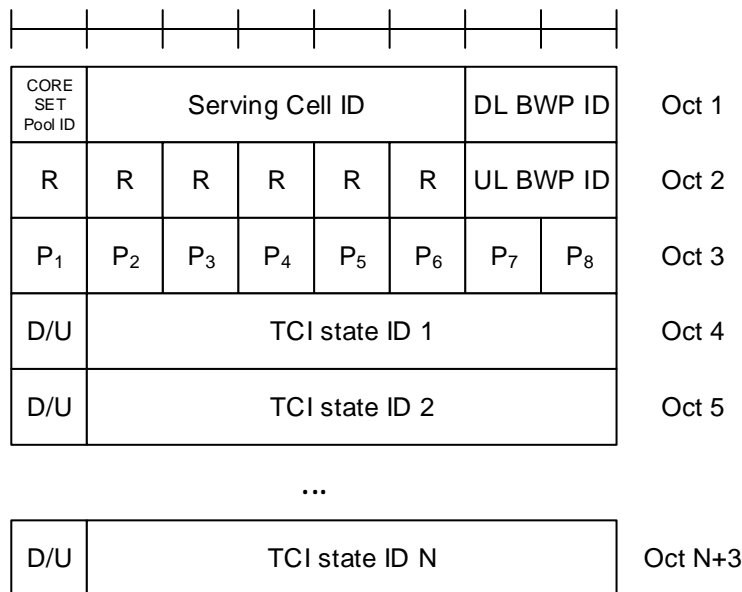 CORE SET Pool ID Serving Cell ID DL BWP ID Oct 1
R R R R R R UL BWP ID Oct 2
P₁ P₂ P₃ P₄ P₅ P₆ P₇ P₈ Oct 3
D/U TCI state ID 1 Oct 4
D/U TCI state ID 2 Oct 5
...
D/U TCI state ID N Oct N+3